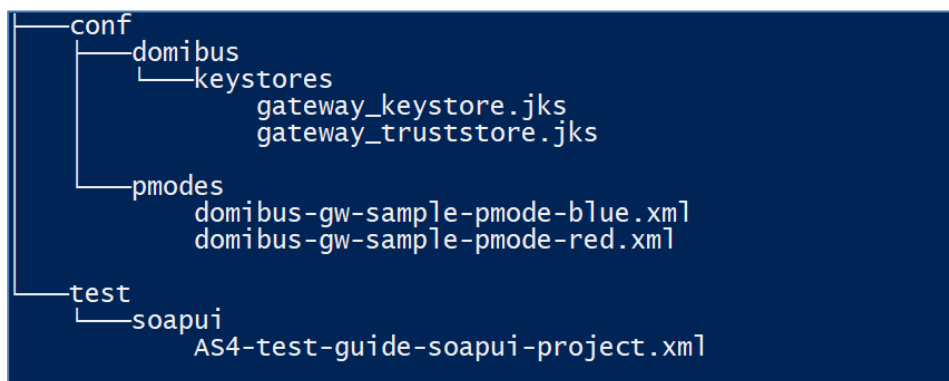 conf
domibus
keystores
gateway_keystore.jks
gateway_truststore.jks
pmodes
domibus-gw-sample-pmode-blue.xml
domibus-gw-sample-pmode-red.xml
test
soapui
AS4-test-guide-soapui-project.xml